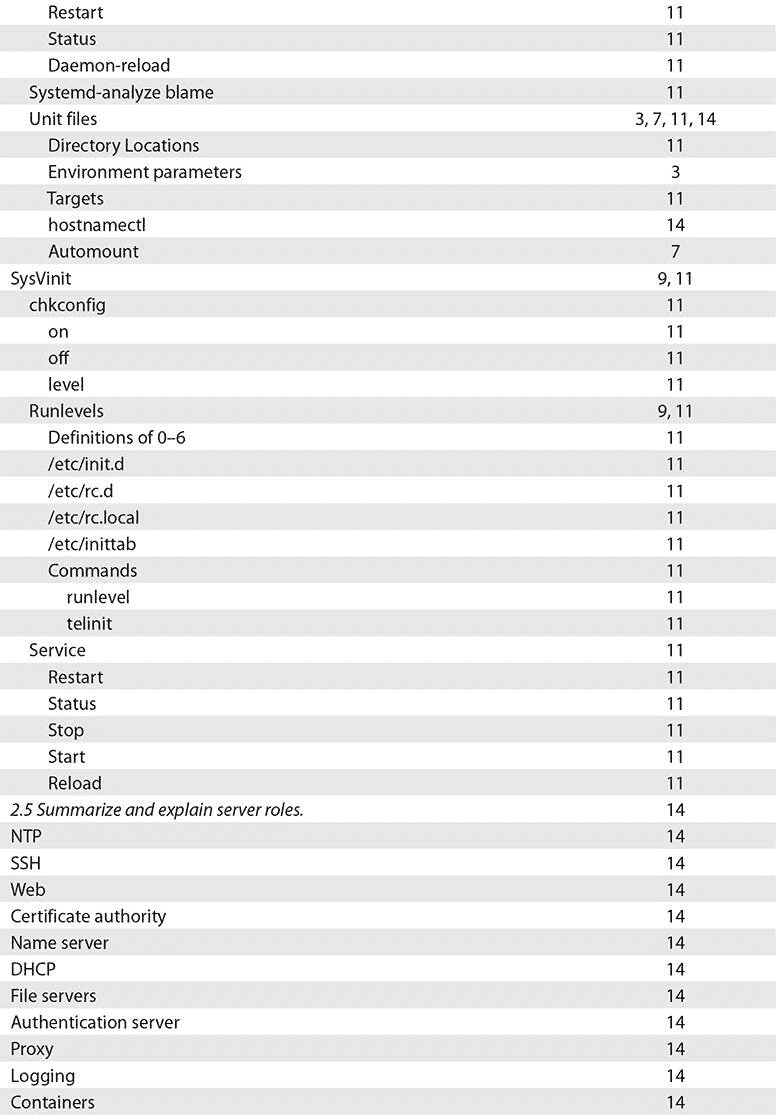 Restart 11
Status 11
Daemon-reload 11
Systemd-analyze blame 11
Unit files 3, 7, 11, 14
Directory Locations 11
Environment parameters 3
Targets 11
hostnamectl 14
Automount 7
SysVinit 9, 11
chkconfig 11
on 11
off 11
level 11
Runlevels 9, 11
Definitions of 0–6 11
/etc/init.d 11
/etc/rc.d 11
/etc/rc.local 11
/etc/inittab 11
Commands 11
runlevel 11
telinit 11
Service 11
Restart 11
Status 11
Stop 11
Start 11
Reload 11
2.5 Summarize and explain server roles. 14
NTP 14
SSH 14
Web 14
Certificate authority 14
Name server 14
DHCP 14
File servers 14
Authentication server 14
Proxy 14
Logging 14
Containers 14